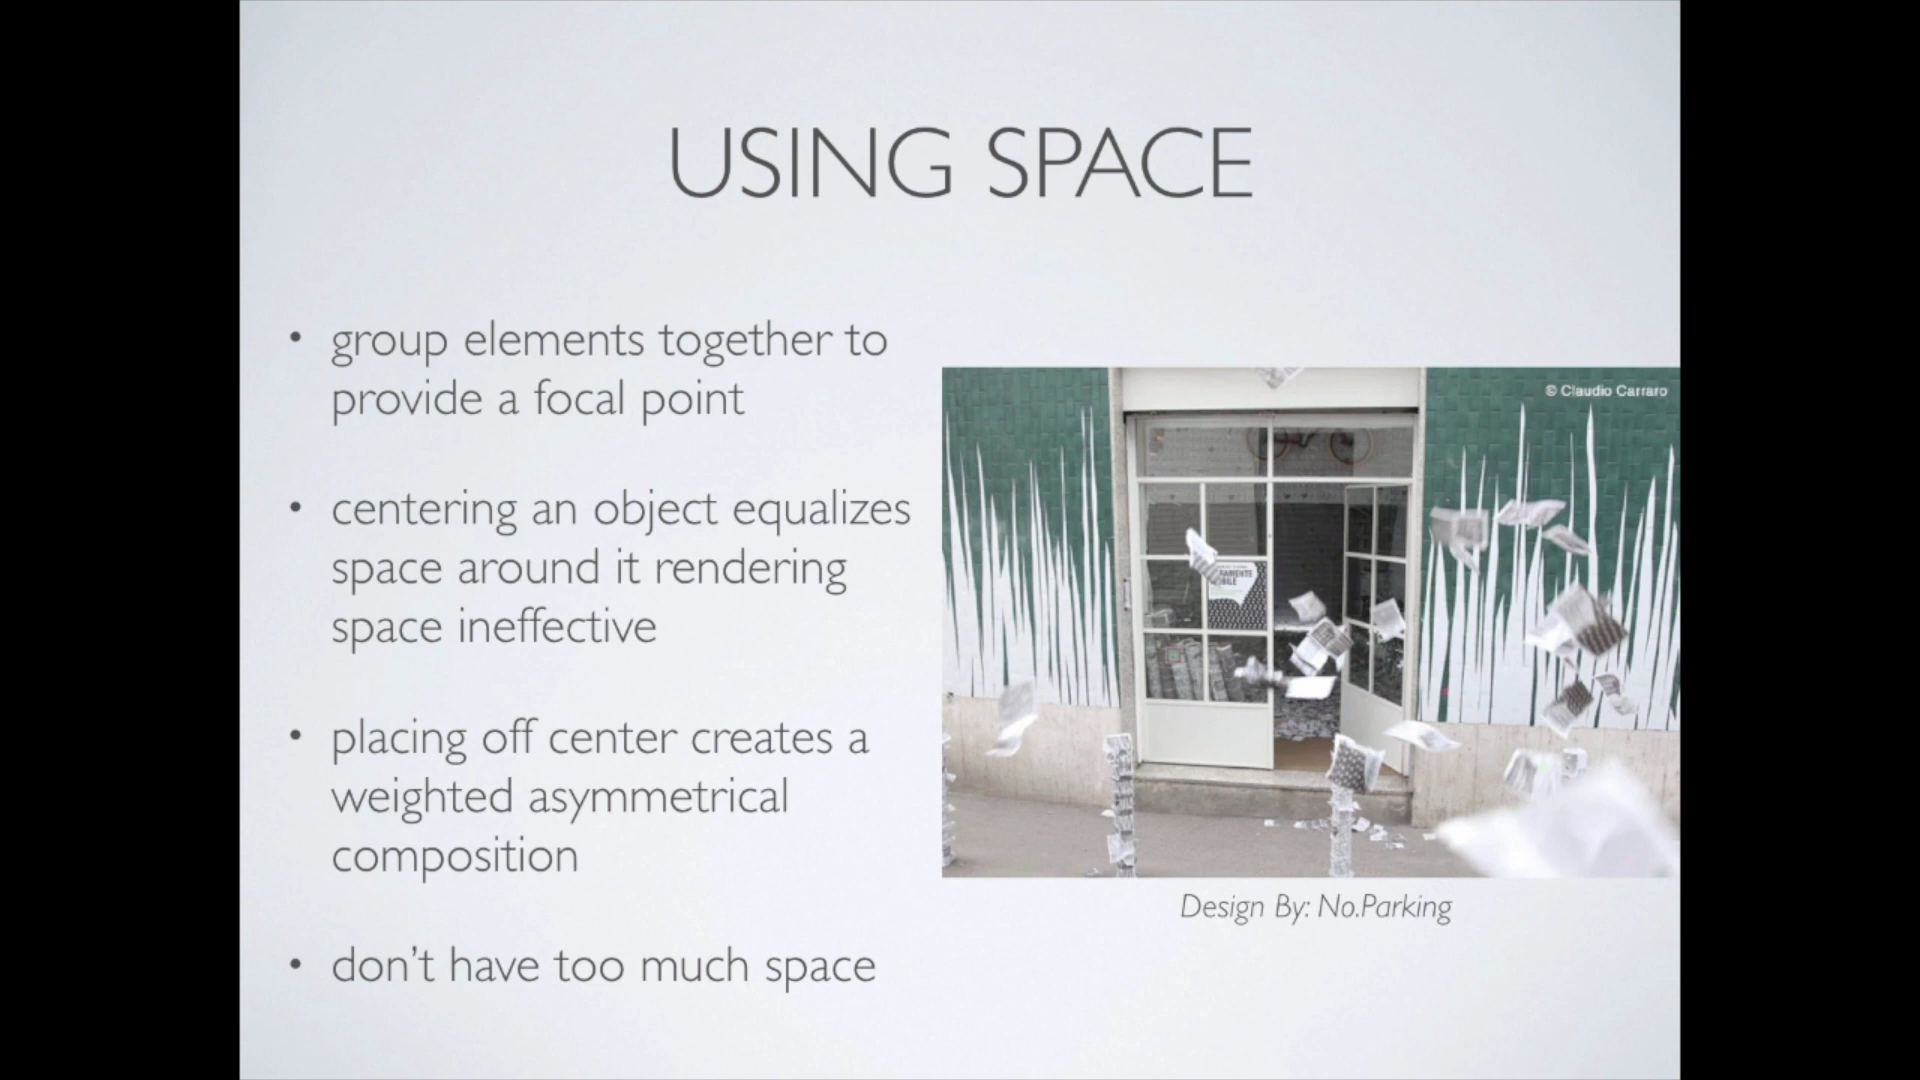 USING SPACE
• group elements together to
provide a focal point
• centering an object equalizes
space around it rendering
space ineffective
• placing off center creates a
weighted asymmetrical
composition
• don’t have too much space
© Claudio Carraro
Design By: No.Parking